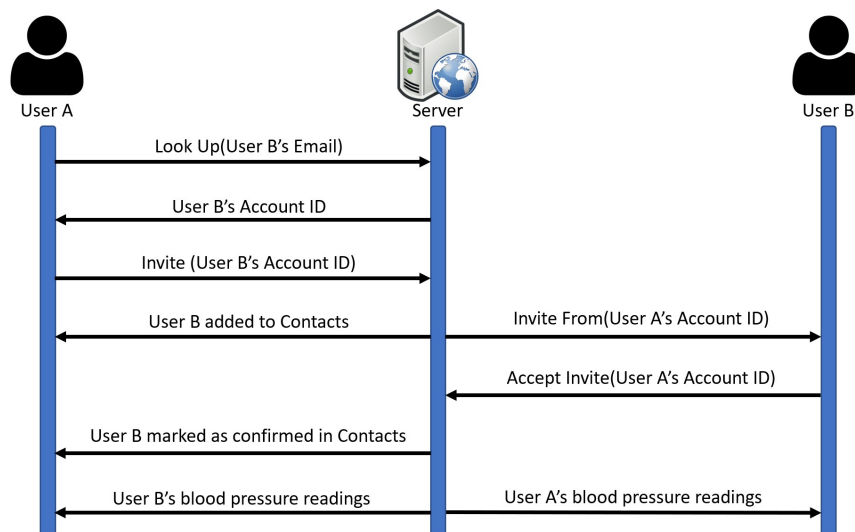 User A
Server
User B
Look Up(User B's Email)
User B's Account ID
Invite (User B's Account ID)
User B added to Contacts
Invite From(User A's Account ID)
Accept Invite(User A's Account ID)
User B marked as confirmed in Contacts
User B's blood pressure readings
User A's blood pressure readings